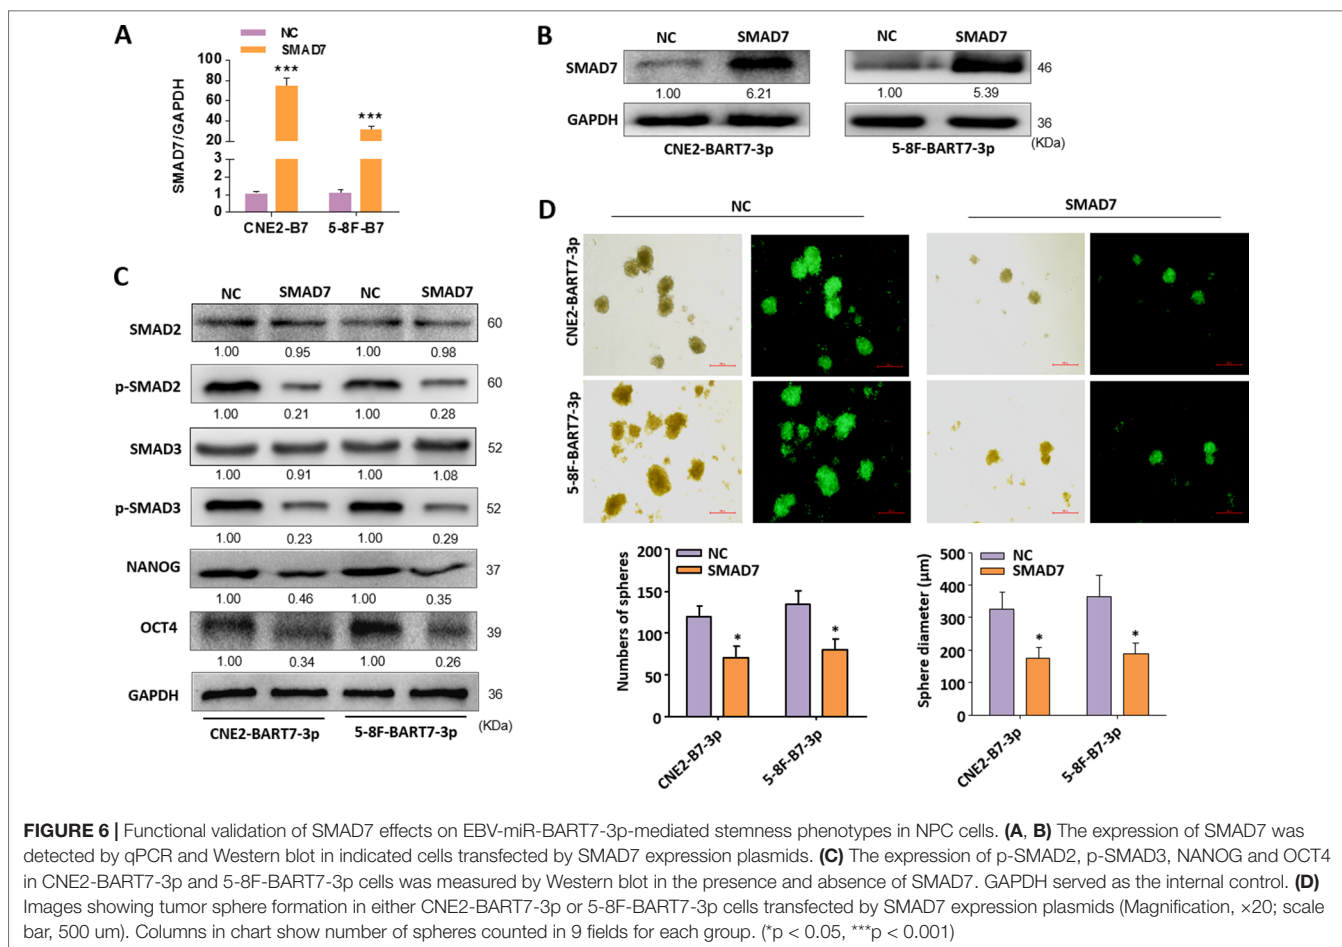 A
NC
SMAD7
SMAD7/GAPDH
100
80
60
40
20
3
2
1
0
***
***
CNE2-B7 5-8F-B7
B
NC SMAD7 NC SMAD7
SMAD7 46
1.00 6.21 1.00 5.39
GAPDH 36
(KDa)
CNE2-BART7-3p 5-8F-BART7-3p
C
NC SMAD7 NC SMAD7
SMAD2 60
1.00 0.95 1.00 0.98
p-SMAD2 60
1.00 0.21 1.00 0.28
SMAD3 52
1.00 0.91 1.00 1.08
p-SMAD3 52
1.00 0.23 1.00 0.29
NANOG 37
1.00 0.46 1.00 0.35
OCT4 39
1.00 0.34 1.00 0.26
GAPDH 36
(KDa)
CNE2-BART7-3p 5-8F-BART7-3p
D
NC SMAD7
CNE2-BART7-3p
5-8F-BART7-3p
Numbers of spheres
200
150
100
50
0
NC
SMAD7
*
*
CNE2-B7-3p 5-8F-B7-3p
Sphere diameter (μm)
500
400
300
200
100
0
NC
SMAD7
*
*
CNE2-B7-3p 5-8F-B7-3p
FIGURE 6 | Functional validation of SMAD7 effects on EBV-miR-BART7-3p-mediated stemness phenotypes in NPC cells. (A, B) The expression of SMAD7 was
detected by qPCR and Western blot in indicated cells transfected by SMAD7 expression plasmids. (C) The expression of p-SMAD2, p-SMAD3, NANOG and OCT4
in CNE2-BART7-3p and 5-8F-BART7-3p cells was measured by Western blot in the presence and absence of SMAD7. GAPDH served as the internal control. (D)
Images showing tumor sphere formation in either CNE2-BART7-3p or 5-8F-BART7-3p cells transfected by SMAD7 expression plasmids (Magnification, ×20; scale
bar, 500 um). Columns in chart show number of spheres counted in 9 fields for each group. (*p < 0.05, ***p < 0.001)